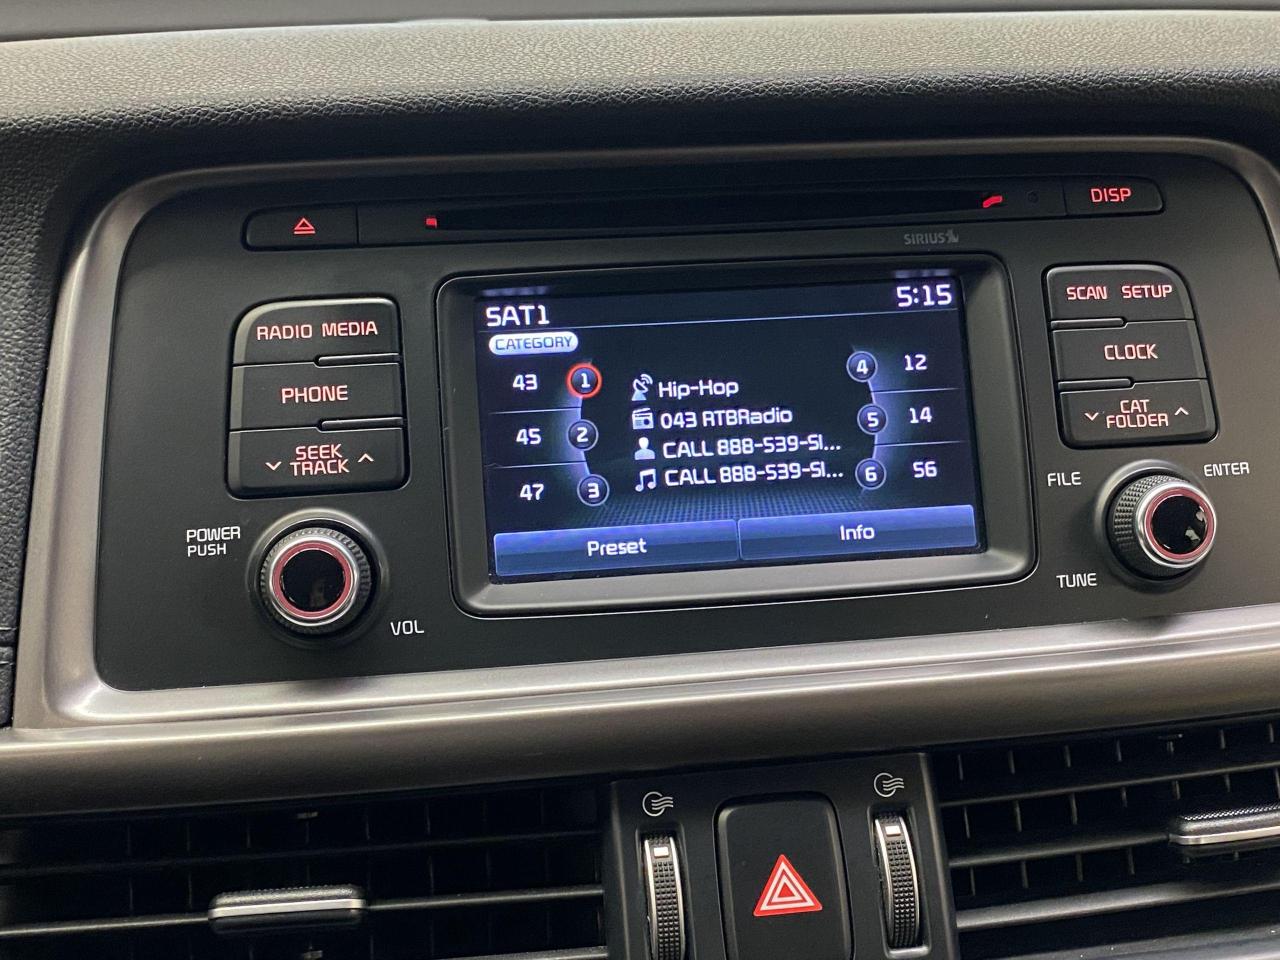 DISP
SIRIUS
RADIO MEDIA
PHONE
SEEK
TRACK
POWER
PUSH
VOL
SAT1
5:15
CATEGORY
43
1
45
2
47
3
Hip-Hop
043 RTBRadio
CALL 888-539-SI...
CALL 888-539-SI...
4
12
5
14
6
56
Preset
Info
SCAN SETUP
CLOCK
CAT
FOLDER
FILE
ENTER
TUNE